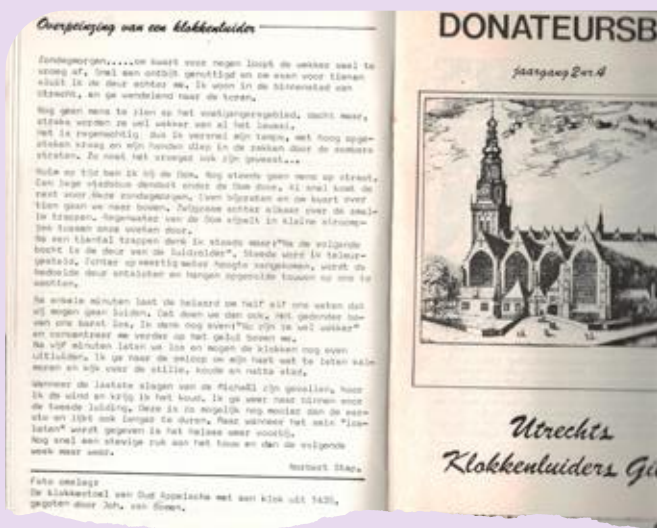 Overpeinzing van een klokkenluider
Zondagmorgen.....om kwart voor negen loopt de wekker veel te
vroeg af. Snel een ontbijt genuttigd en om even voor tienen
sluit ik de deur achter me. Ik woon in de binnenstad van
Utrecht, en ga wandelend naar de toren.
Nog geen mens te zien op het voetgangersgebied, dacht meer,
straks worden ze wel wakker van al het lawaai.
Het is regenachtig dus ik versnel mijn tempo, met hoog opge-
stoken kraag en mijn handen diep in de zakken door de sombere
straten. Zo moet het vroeger ook zijn geweest...
Ruim op tijd ben ik bij de Dom. Nog steeds geen mens op straat.
Een lege stadsbus dendert onder de Dom door. Al snel komt de
rest voor deze zondagmorgen. Even bijpraten en om kwart over
tien gaan we naar boven. Zwijgzaam achter elkaar over de smal-
le trappen. Regenwater van de Dom sijpelt in kleine stroomp-
jes tussen onze voeten door.
Na een tiental trappen denk ik steeds weer:"Na de volgende
bocht is de deur van de luidzolder". Steeds word ik teleur-
gesteld. Echter op veertig meter hoogte aangekomen, wordt de
bedoelde deur ontsloten en hangen opgerolde touwen op ons te
wachten.
Na enkele minuten laat de beiaard om half elf ons weten dat
wij mogen gaan luiden. Dat doen we dan ook, het gedonder bo-
ven ons barst los. Ik denk nog even:"Nu zijn ze wel wakker"
en concentreer me verder op het gelui boven me.
Na vijf minuten laten we los en mogen de klokken nog even
uitluiden. Ik ga naar de omloop om mijn hart wat te laten kal-
meren en kijk over de stille, koude en natte stad.
Wanneer de laatste slagen van de Michaël zijn gevallen, hoor
ik de wind en krijg ik het koud. Ik ga weer naar binnen voor
de tweede luiding. Deze is zo mogelijk nog mooier dan de eer-
ste en lijkt ook langer te duren. Maar wanneer het sein "los-
laten" wordt gegeven is het helaas weer voorbij.
Nog snel een stevige ruk aan het touw en dan de volgende
week maar weer.
Norbert Stap.
Foto omslag:
De klokkestoel van Oud Appelscha met een klok uit
gegoten door Joh. van Bomen.
DONATEURSB
jaargang 2 nr. 4
Utrechts
Klokkenluiders Gil